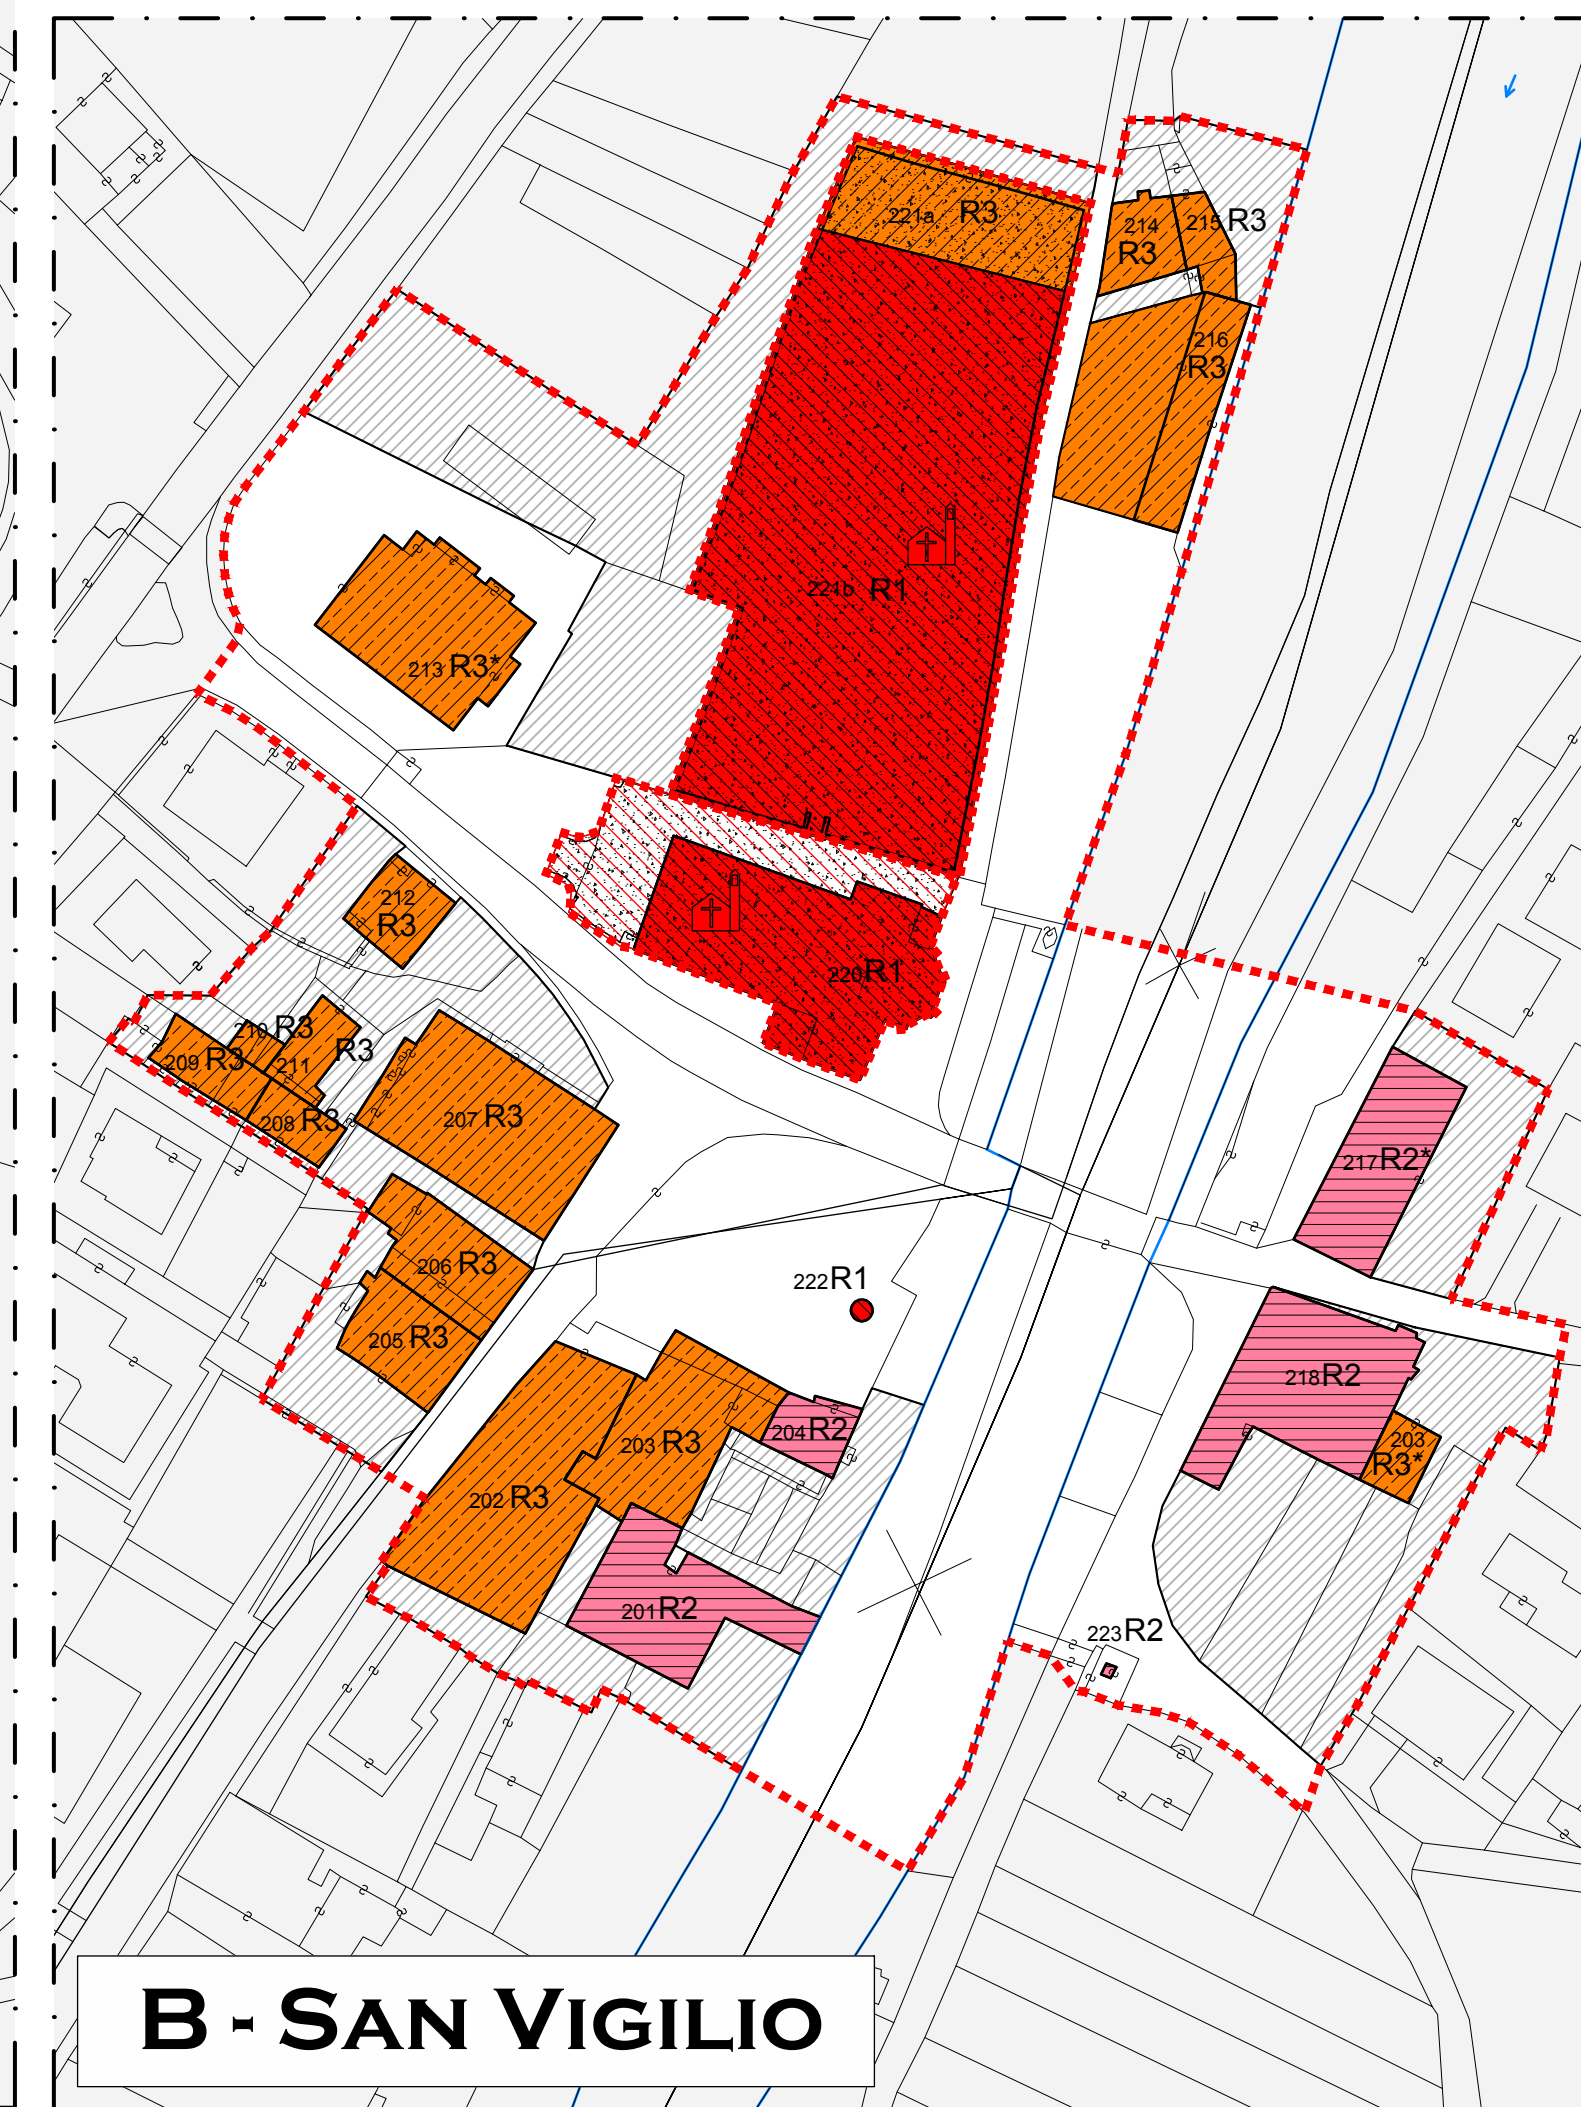 221a R3
214
R3
215 R3
216
R3
221b R1
213 R3*
212
R3
220 R1
210 R3
R3
209 R3
211
208 R3
207 R3
217 R2*
206 R3
222 R1
205 R3
218 R2
204 R2
203 R3
203
R3*
202 R3
201 R2
223 R2
B - SAN VIGILIO